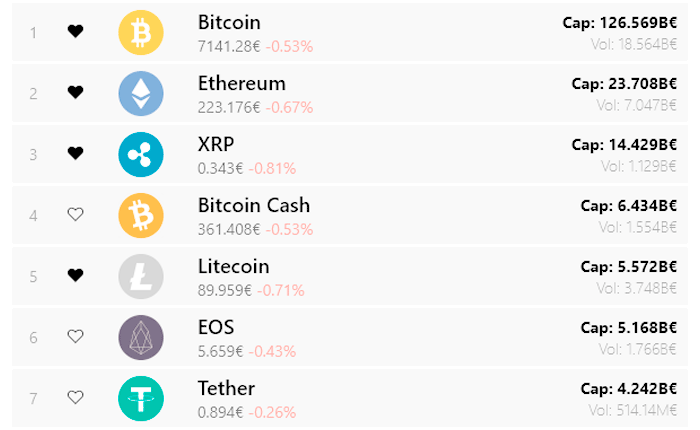 1
Bitcoin
7141.28€ -0.53%
Cap: 126.569B€
Vol: 18.564B€
2
Ethereum
223.176€ -0.67%
Cap: 23.708B€
Vol: 7.047B€
3
XRP
0.343€ -0.81%
Cap: 14.429B€
Vol: 1.129B€
4
Bitcoin Cash
361.408€ -0.53%
Cap: 6.434B€
Vol: 1.554B€
5
Litecoin
89.959€ -0.71%
Cap: 5.572B€
Vol: 3.748B€
6
EOS
5.659€ -0.43%
Cap: 5.168B€
Vol: 1.766B€
7
Tether
0.894€ -0.26%
Cap: 4.242B€
Vol: 514.14M€